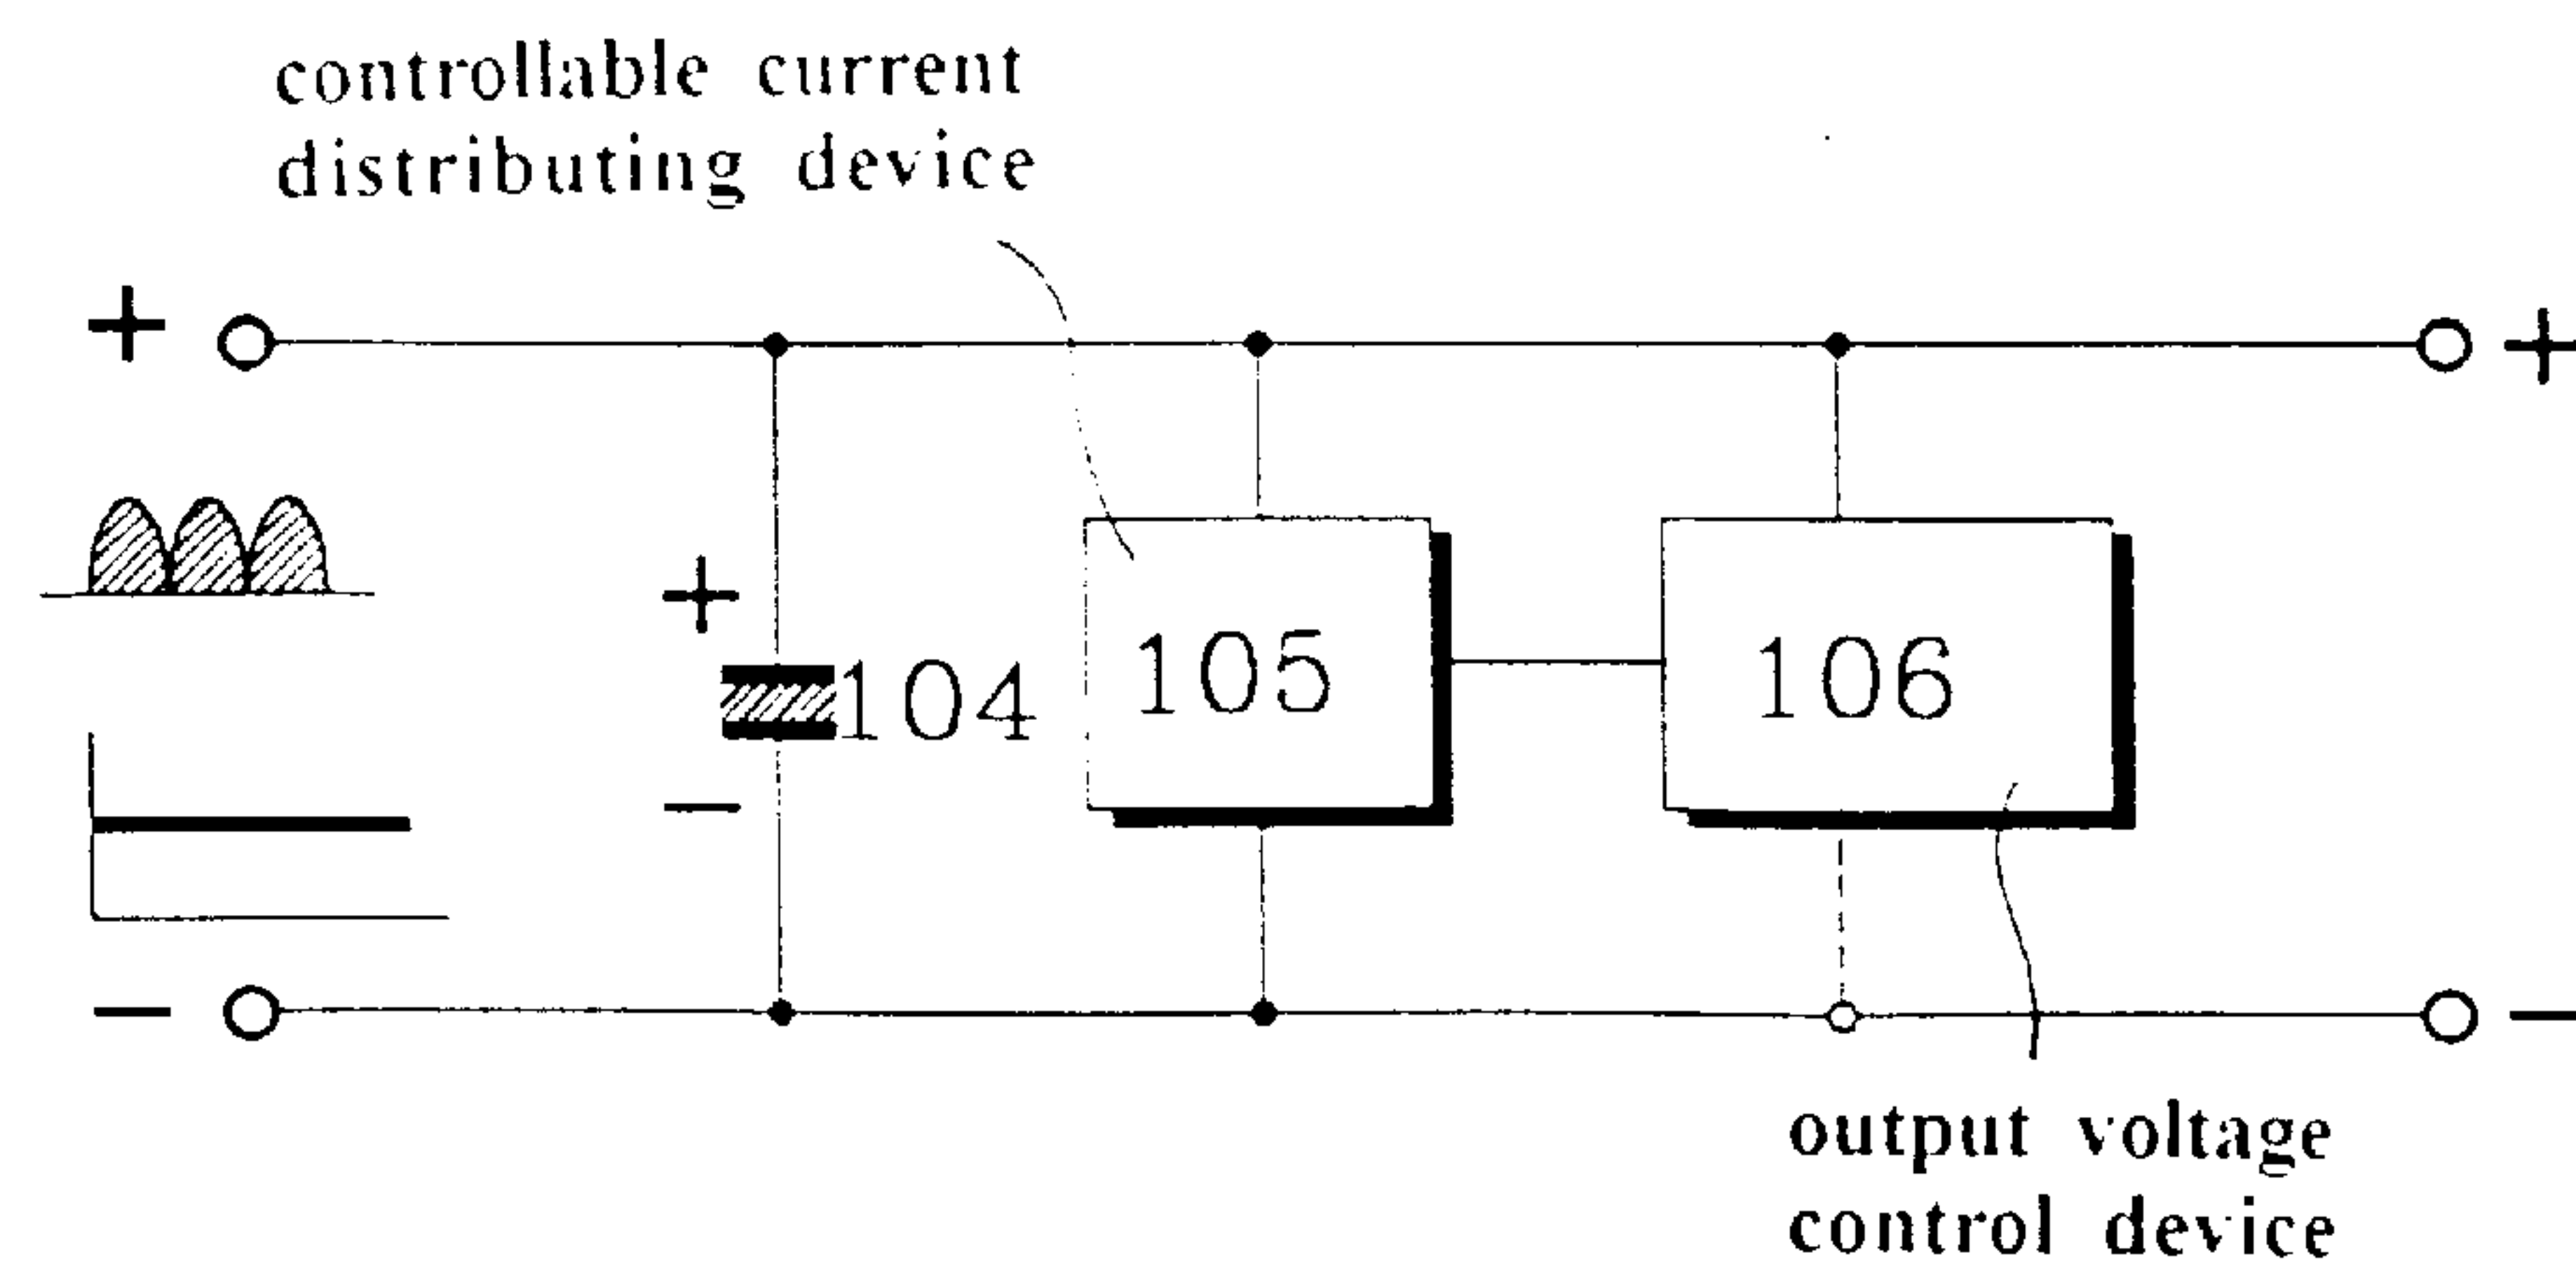 controllable current
distributing device
+ +
+
104 105 106
−
− −
output voltage
control device